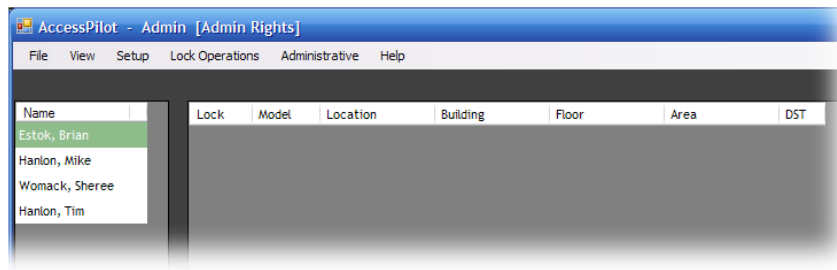 AccessPilot - Admin [Admin Rights]
File View Setup Lock Operations Administrative Help
Name
Estok, Brian
Hanlon, Mike
Womack, Sheree
Hanlon, Tim
Lock Model Location Building Floor Area DST